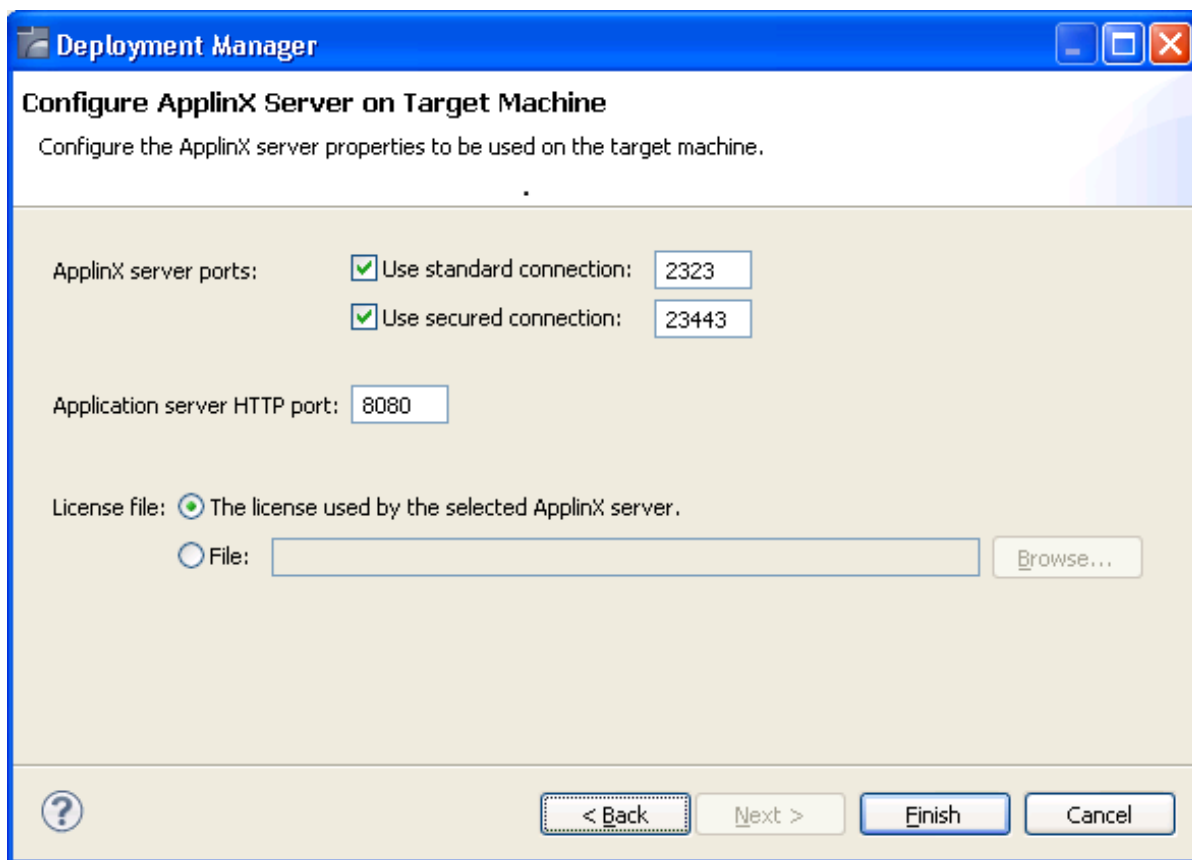 Deployment Manager
Configure ApplinX Server on Target Machine
Configure the ApplinX server properties to be used on the target machine.
.
ApplinX server ports: Use standard connection: 2323
Use secured connection: 23443
Application server HTTP port: 8080
License file: The license used by the selected ApplinX server.
File: Browse...
? < Back Next > Finish Cancel